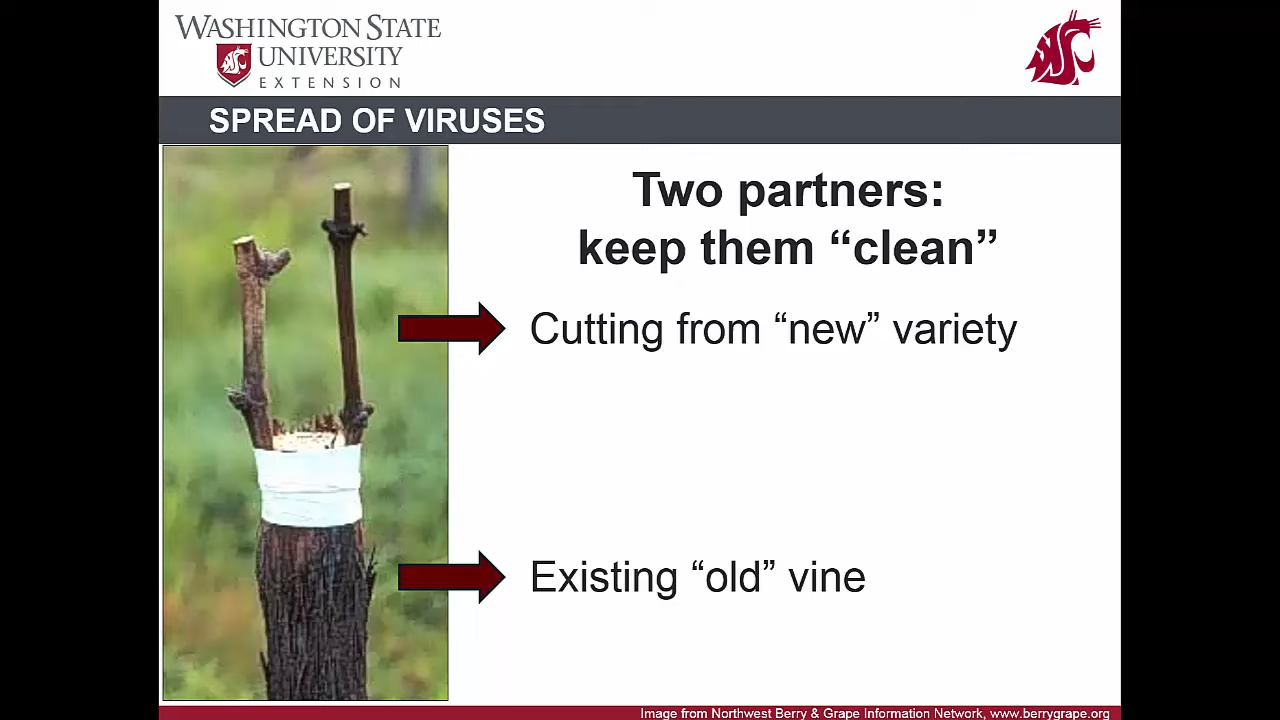 WASHINGTON STATE
UNIVERSITY
EXTENSION
SPREAD OF VIRUSES
Two partners:
keep them “clean”
Cutting from “new” variety
Existing “old” vine
Image from Northwest Berry & Grape Information Network, www.berrygrape.org